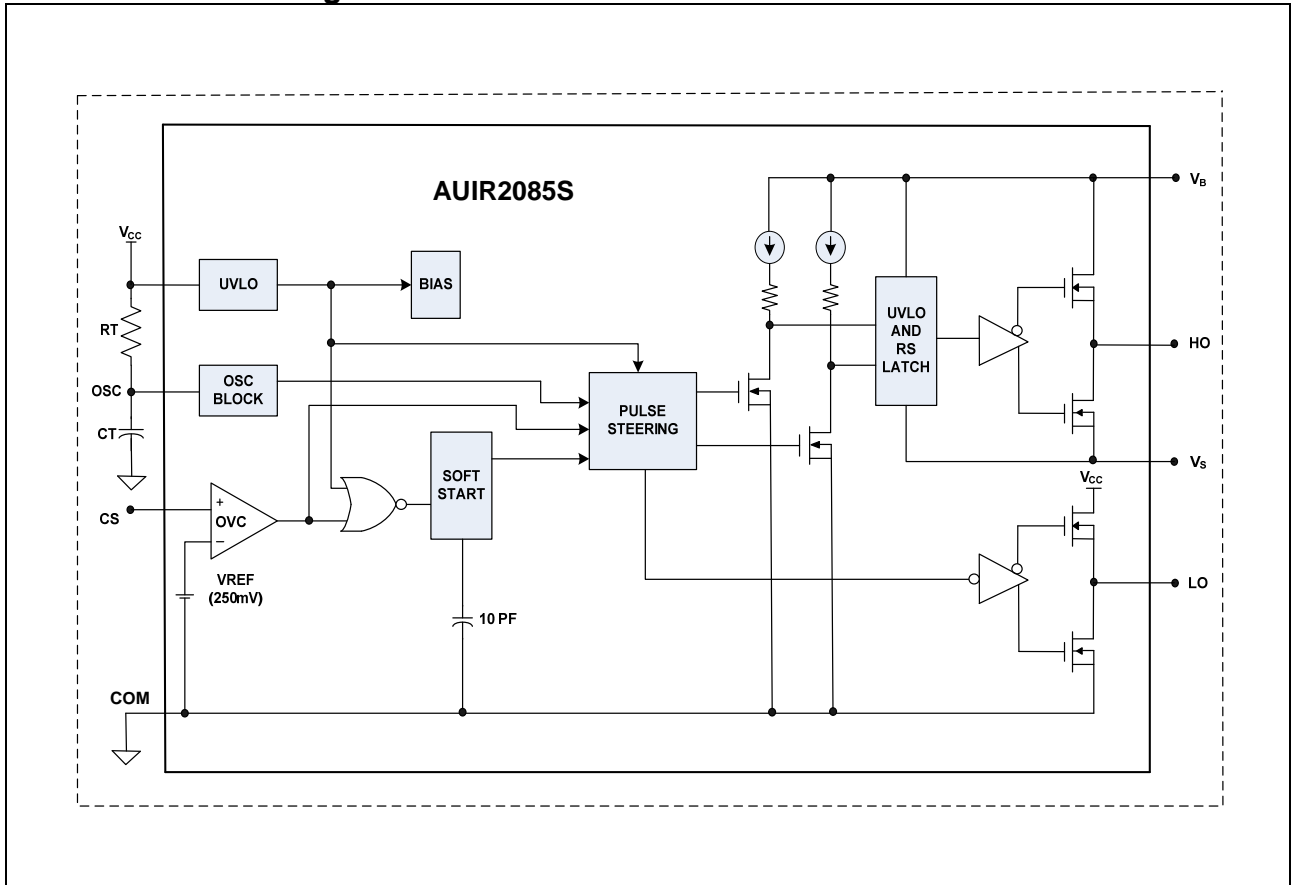 AUIR2085S
VB
VCC
UVLO
BIAS
RT
UVLO
AND
RS
LATCH
HO
OSC
OSC
BLOCK
PULSE
STEERING
CT
SOFT
START
VS
VCC
CS
+
OVC
−
VREF
(250mV)
LO
10 PF
COM